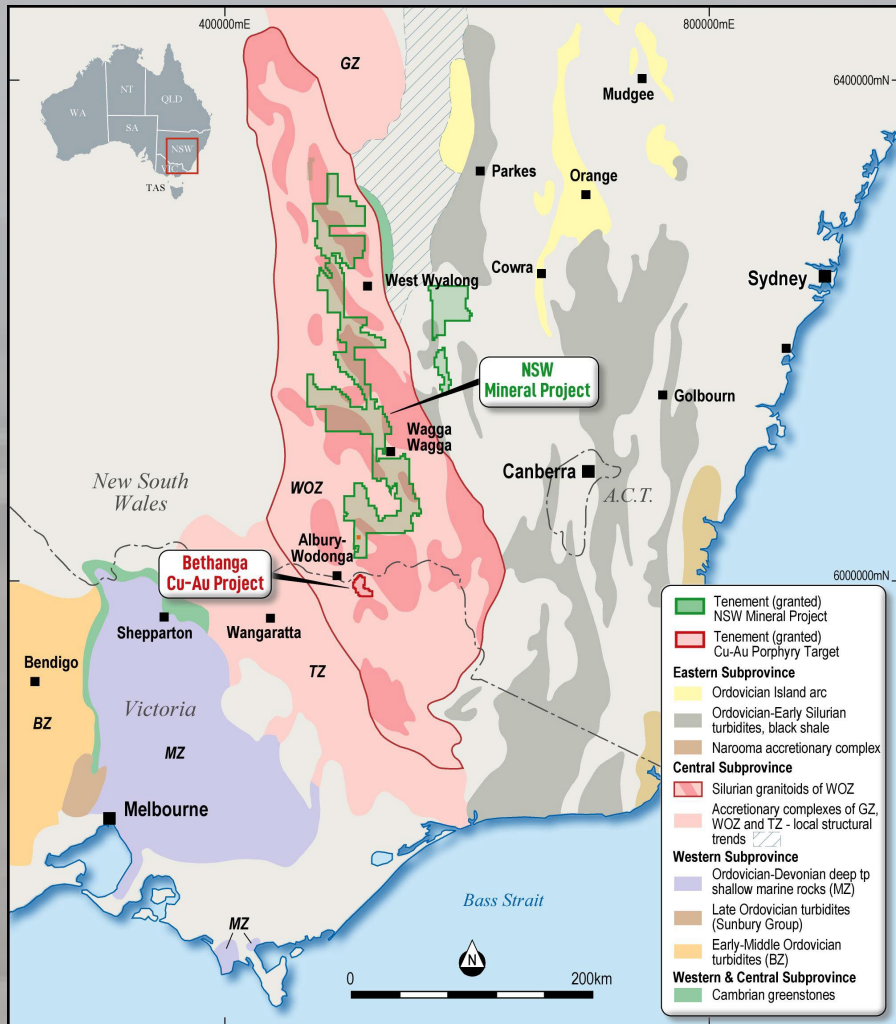 400000mE
800000mE
GZ
6400000mN
Mudgee
NT
QLD
WA
SA
NSW
VIC
TAS
Parkes
Orange
Cowra
West Wyalong
Sydney
NSW
Mineral Project
Golbourn
Wagga
Wagga
Canberra
A.C.T.
New South
Wales
WOZ
Albury-
Wodonga
Bethanga
Cu-Au Project
6000000mN
Shepparton
Wangaratta
Bendigo
TZ
BZ
Victoria
MZ
Melbourne
Bass Strait
MZ
N
0
200km
Tenement (granted)
NSW Mineral Project
Tenement (granted)
Cu-Au Porphyry Target
Eastern Subprovince
Ordovician Island arc
Ordovician-Early Silurian
turbidites, black shale
Narooma accretionary complex
Central Subprovince
Silurian granitoids of WOZ
Accretionary complexes of GZ,
WOZ and TZ - local structural
trends
Western Subprovince
Ordovician-Devonian deep tp
shallow marine rocks (MZ)
Late Ordovician turbidites
(Sunbury Group)
Early-Middle Ordovician
turbidites (BZ)
Western & Central Subprovince
Cambrian greenstones